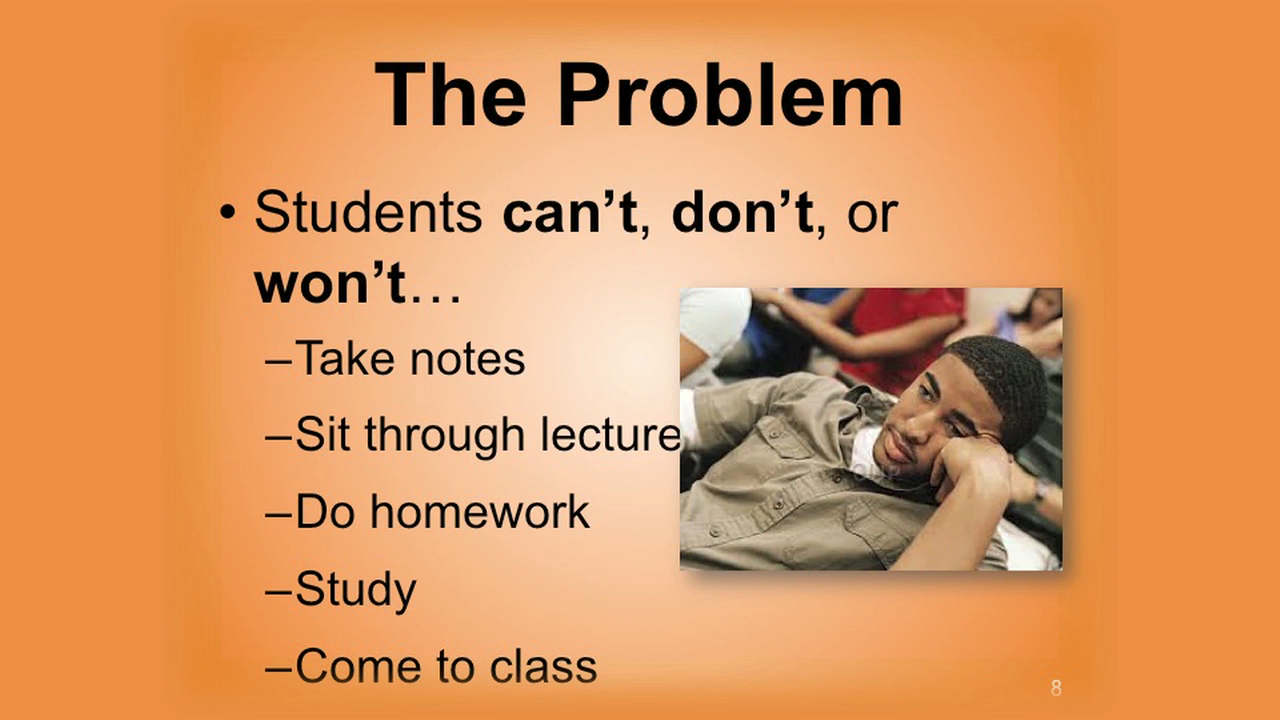 The Problem
• Students can’t, don’t, or
won’t…
–Take notes
–Sit through lecture
–Do homework
–Study
–Come to class
8